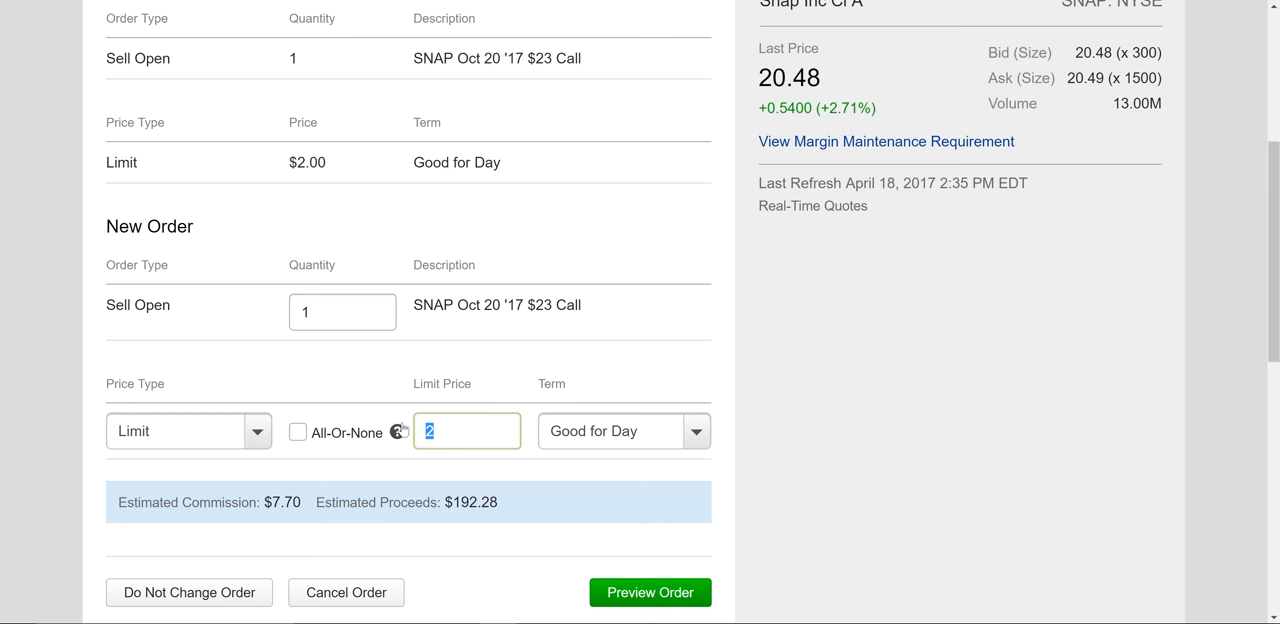 Order Type Quantity Description
Sell Open 1 SNAP Oct 20 '17 $23 Call
Price Type Price Term
Limit $2.00 Good for Day
New Order
Order Type Quantity Description
Sell Open 1 SNAP Oct 20 '17 $23 Call
Price Type Limit Price Term
Limit All-Or-None 2 Good for Day
Estimated Commission: $7.70 Estimated Proceeds: $192.28
Do Not Change Order Cancel Order Preview Order
Snap Inc Cl A SNAP: NYSE
Last Price
20.48
+0.5400 (+2.71%)
Bid (Size) 20.48 (x 300)
Ask (Size) 20.49 (x 1500)
Volume 13.00M
View Margin Maintenance Requirement
Last Refresh April 18, 2017 2:35 PM EDT
Real-Time Quotes